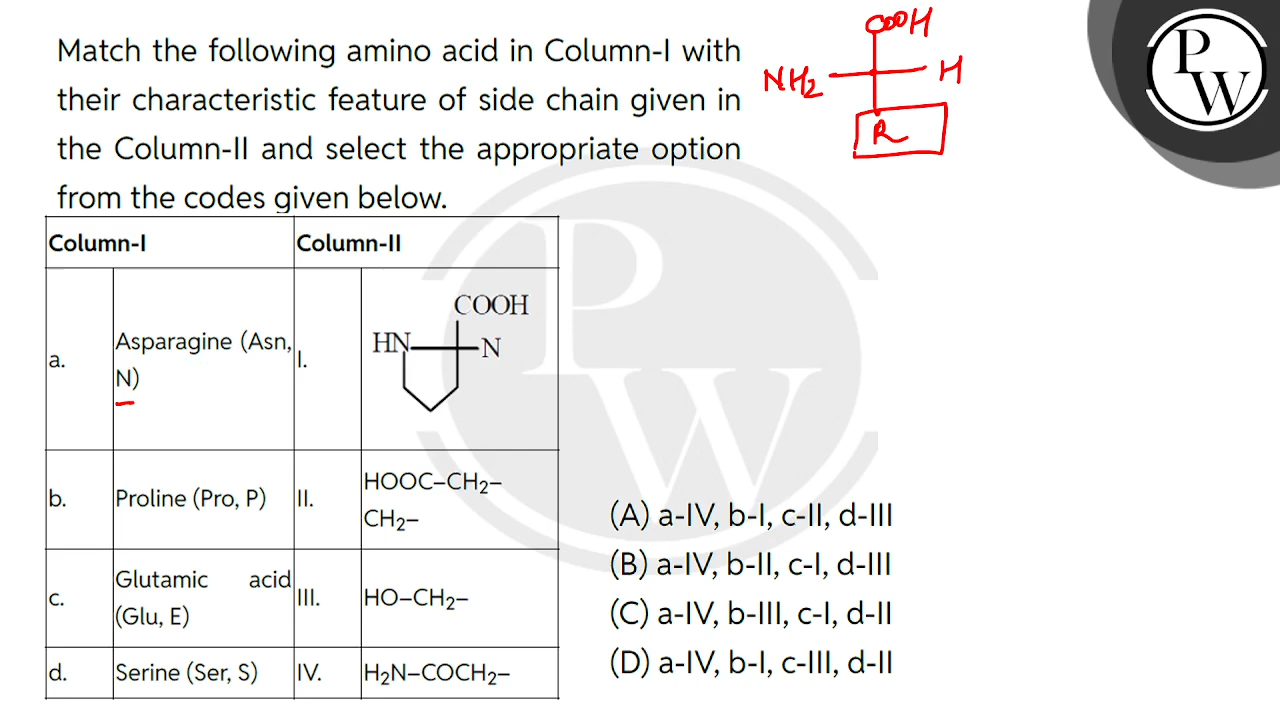 Match the following amino acid in Column-I with
their characteristic feature of side chain given in
the Column-II and select the appropriate option
from the codes given below.
COOH
NH₂ H
R
P
W
Column-I Column-II
a. Asparagine (Asn, N) I. COOH HN N
b. Proline (Pro, P) II. HOOC–CH₂–
CH₂–
c. Glutamic acid
(Glu, E) III. HO–CH₂–
d. Serine (Ser, S) IV. H₂N–COCH₂–
P
W
(A) a-IV, b-I, c-II, d-III
(B) a-IV, b-II, c-I, d-III
(C) a-IV, b-III, c-I, d-II
(D) a-IV, b-I, c-III, d-II